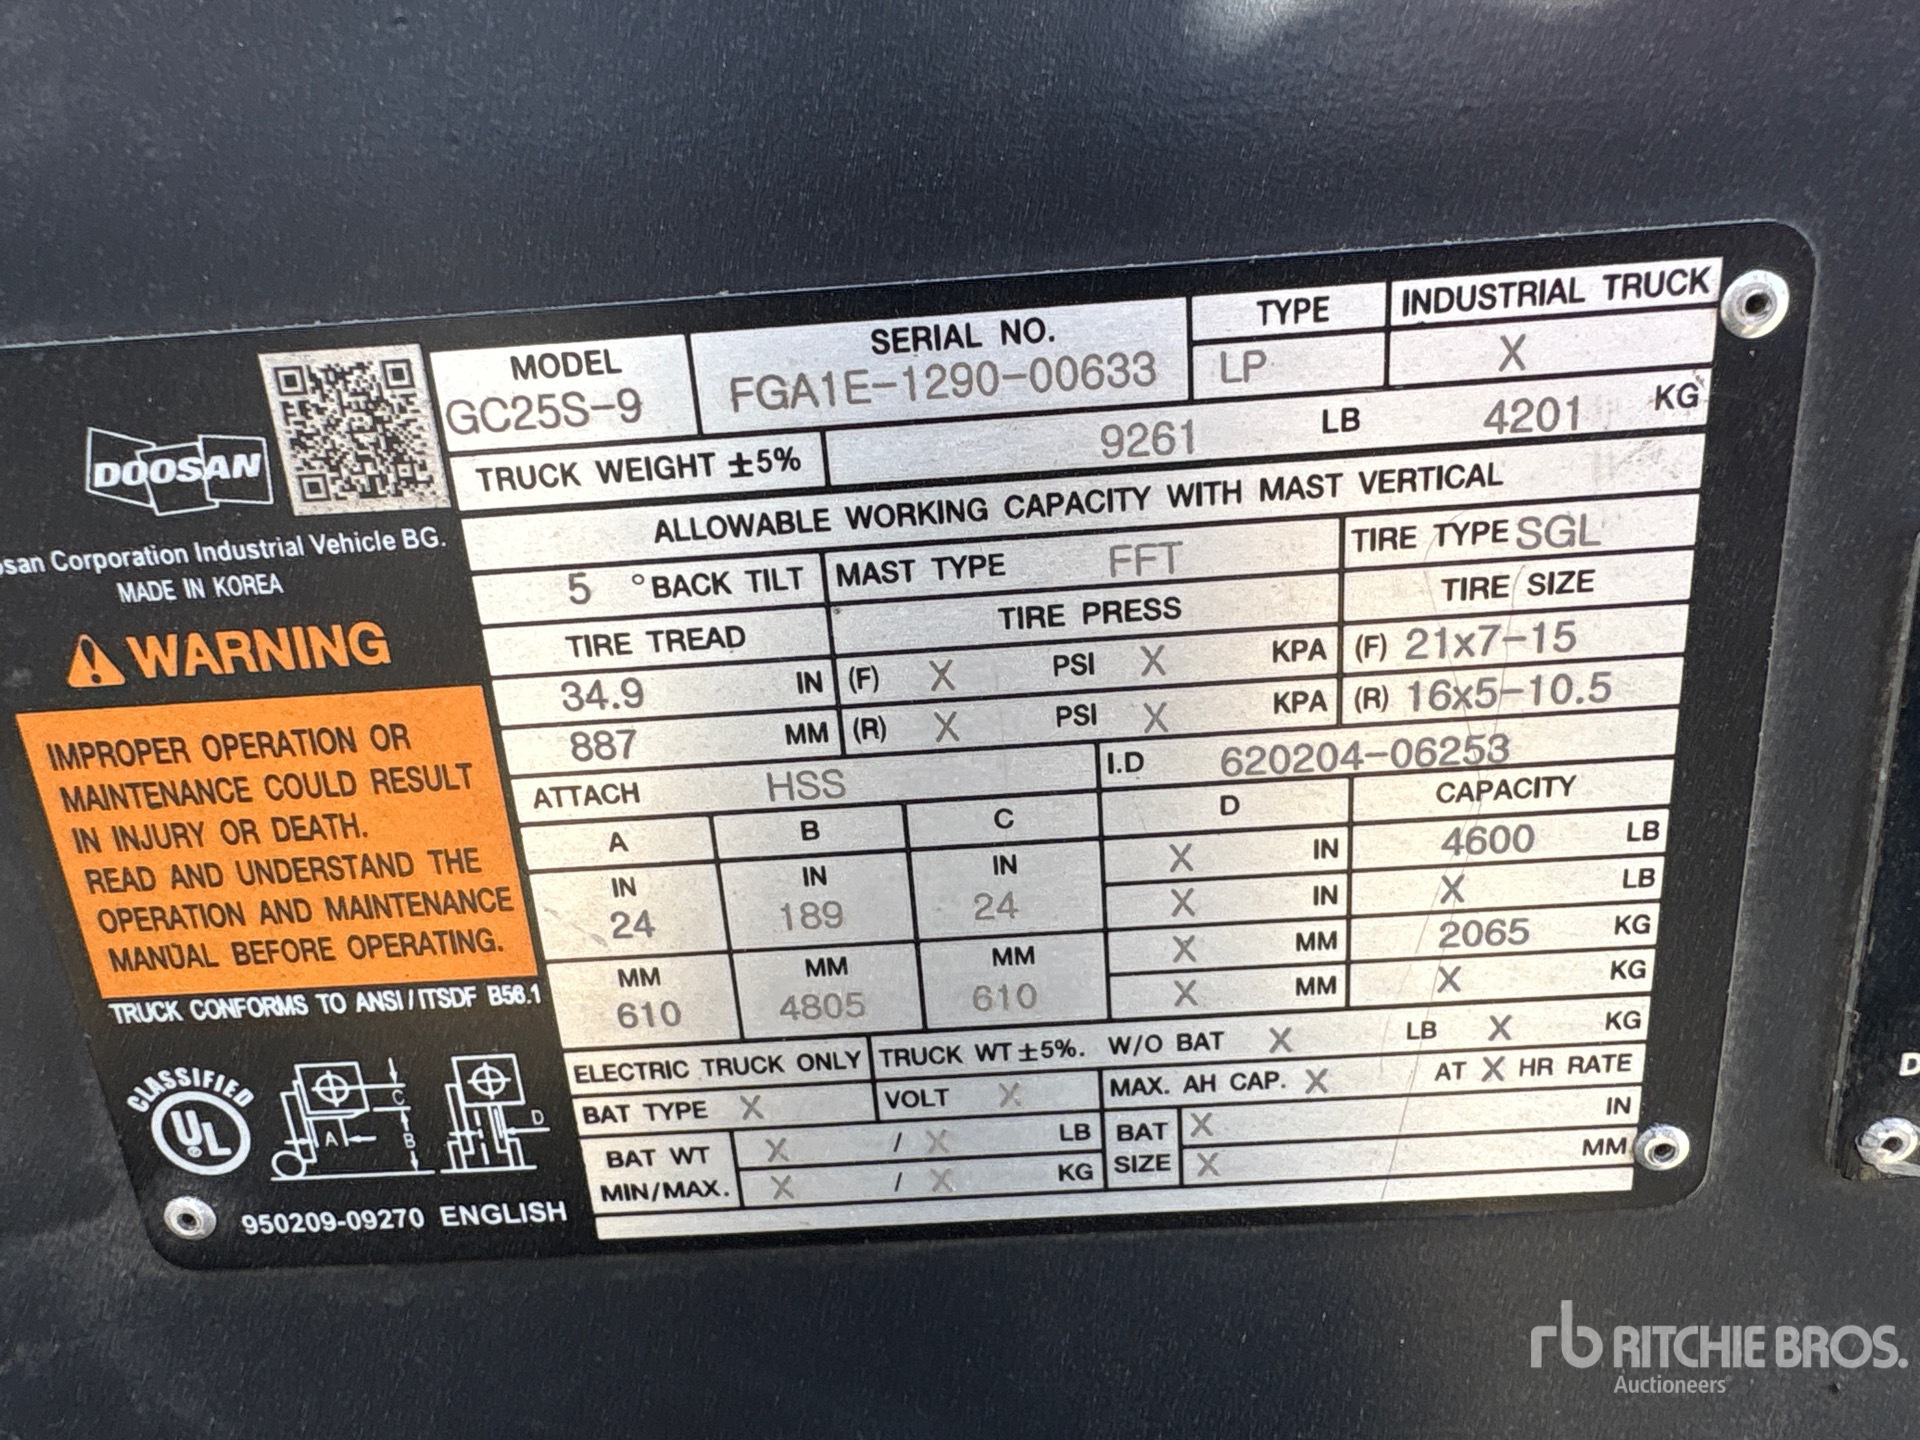 MODEL
GC25S-9
SERIAL NO.
FGA1E-1290-00633
TYPE
LP
INDUSTRIAL TRUCK
X
TRUCK WEIGHT ±5%
9261 LB 4201 KG
ALLOWABLE WORKING CAPACITY WITH MAST VERTICAL
5 °BACK TILT
MAST TYPE FFT
TIRE TYPE SGL
TIRE TREAD
TIRE PRESS
TIRE SIZE
34.9 IN
(F) X PSI X KPA
(F) 21x7-15
887 MM
(R) X PSI X KPA
(R) 16x5-10.5
ATTACH HSS
I.D 620204-06253
A B C D CAPACITY
IN IN IN
24 189 24
MM MM MM
610 4805 610
X IN 4600 LB
X IN X LB
X MM 2065 KG
X MM X KG
ELECTRIC TRUCK ONLY
TRUCK WT ±5%. W/O BAT X LB X KG
BAT TYPE X
VOLT X
MAX. AH CAP. X AT X HR RATE
BAT WT
MIN/MAX.
X / X LB
X / X KG
BAT
SIZE
X IN
X MM
DOOSAN
Corporation Industrial Vehicle BG.
MADE IN KOREA
WARNING
IMPROPER OPERATION OR
MAINTENANCE COULD RESULT
IN INJURY OR DEATH.
READ AND UNDERSTAND THE
OPERATION AND MAINTENANCE
MANUAL BEFORE OPERATING.
TRUCK CONFORMS TO ANSI/ITSDF B56.1
CLASSIFIED
UL
A B C D
950209-09270 ENGLISH
D
rb RITCHIE BROS.
Auctioneers